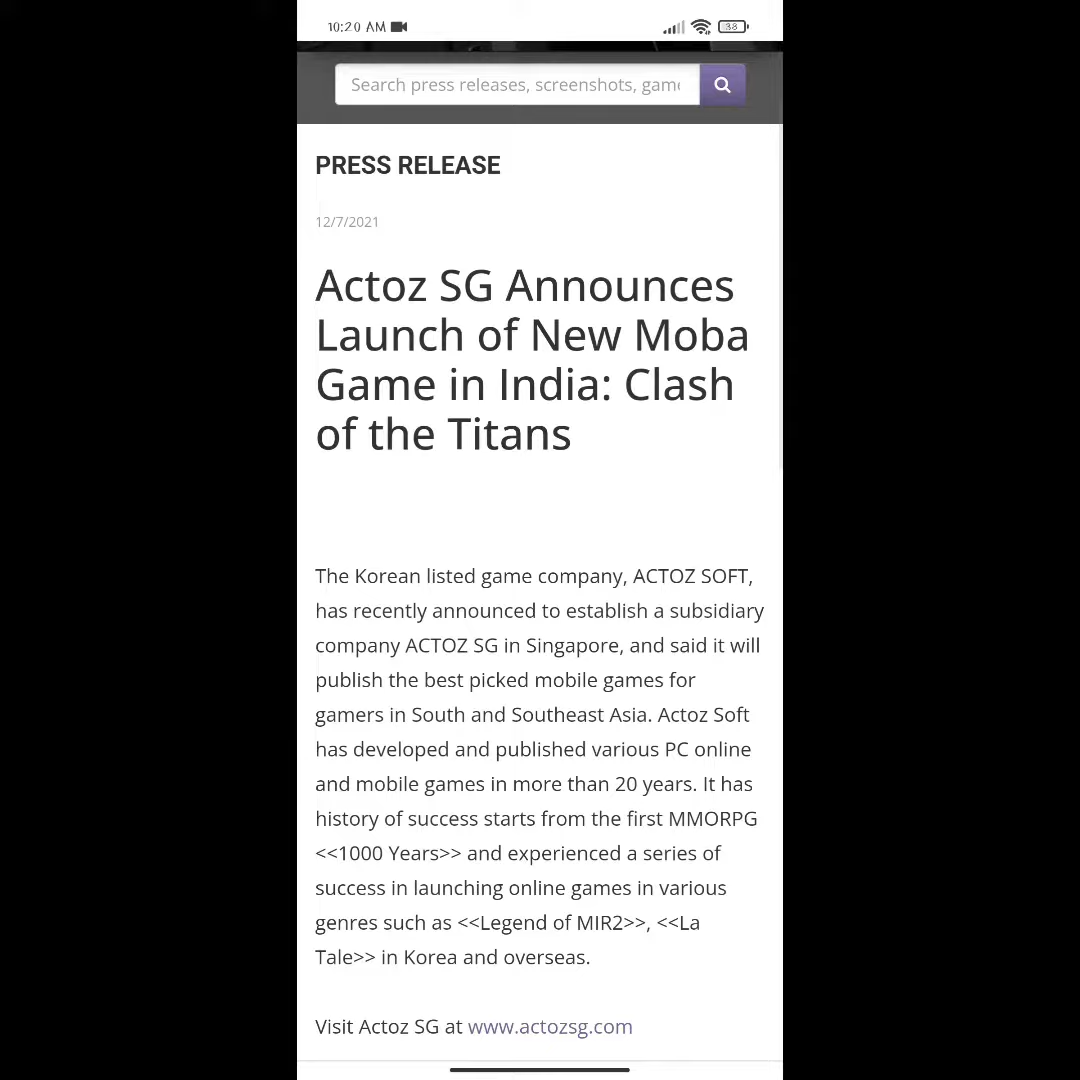 10:20 AM
38
Search press releases, screenshots, game
PRESS RELEASE
12/7/2021
Actoz SG Announces
Launch of New Moba
Game in India: Clash
of the Titans
The Korean listed game company, ACTOZ SOFT,
has recently announced to establish a subsidiary
company ACTOZ SG in Singapore, and said it will
publish the best picked mobile games for
gamers in South and Southeast Asia. Actoz Soft
has developed and published various PC online
and mobile games in more than 20 years. It has
history of success starts from the first MMORPG
<<1000 Years>> and experienced a series of
success in launching online games in various
genres such as <<Legend of MIR2>>, <<La
Tale>> in Korea and overseas.
Visit Actoz SG at www.actozsg.com